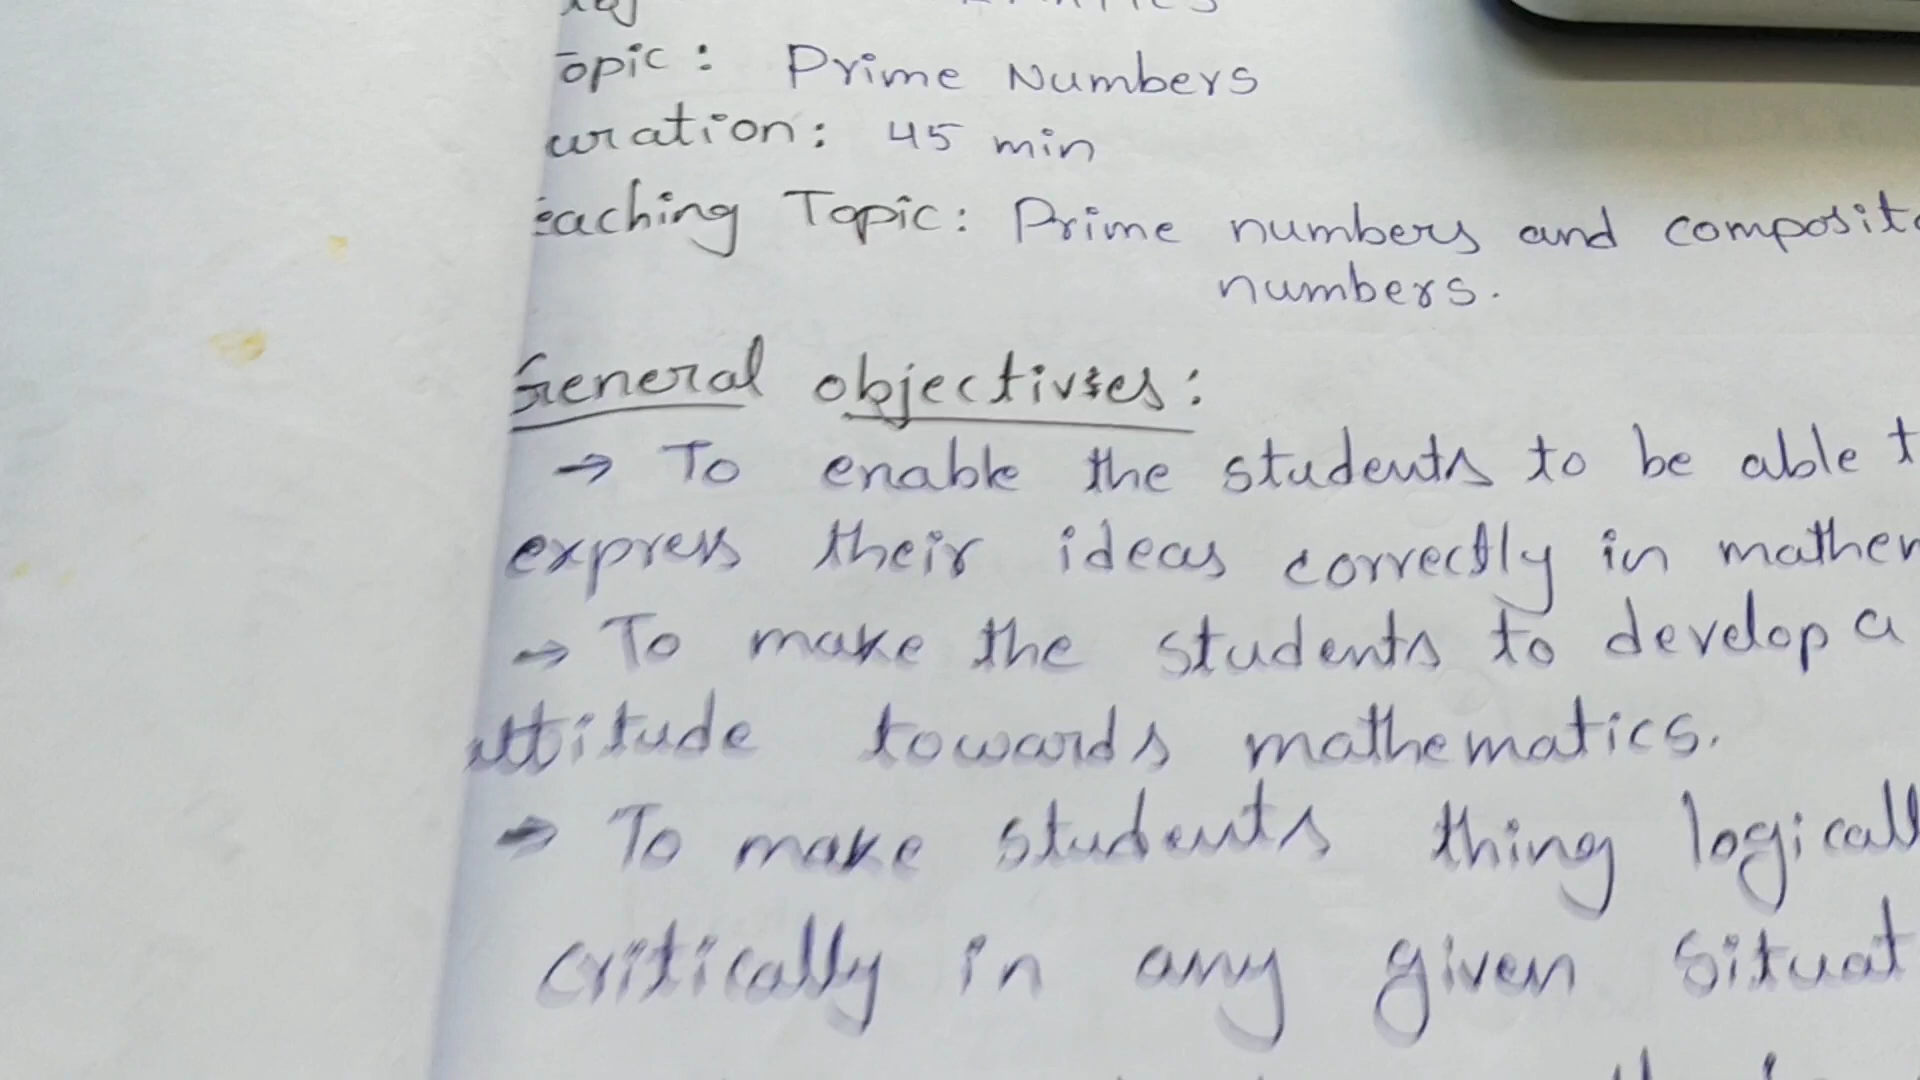 opic: Prime Numbers
uration: 45 min
eaching Topic: Prime numbers and composit
numbers.
General objectives:
→ To enable the students to be able t
express their ideas correctly in mathem
→ To make the students to develop a
attitude towards mathematics.
→ To make students thing logicall
critically in any given situat